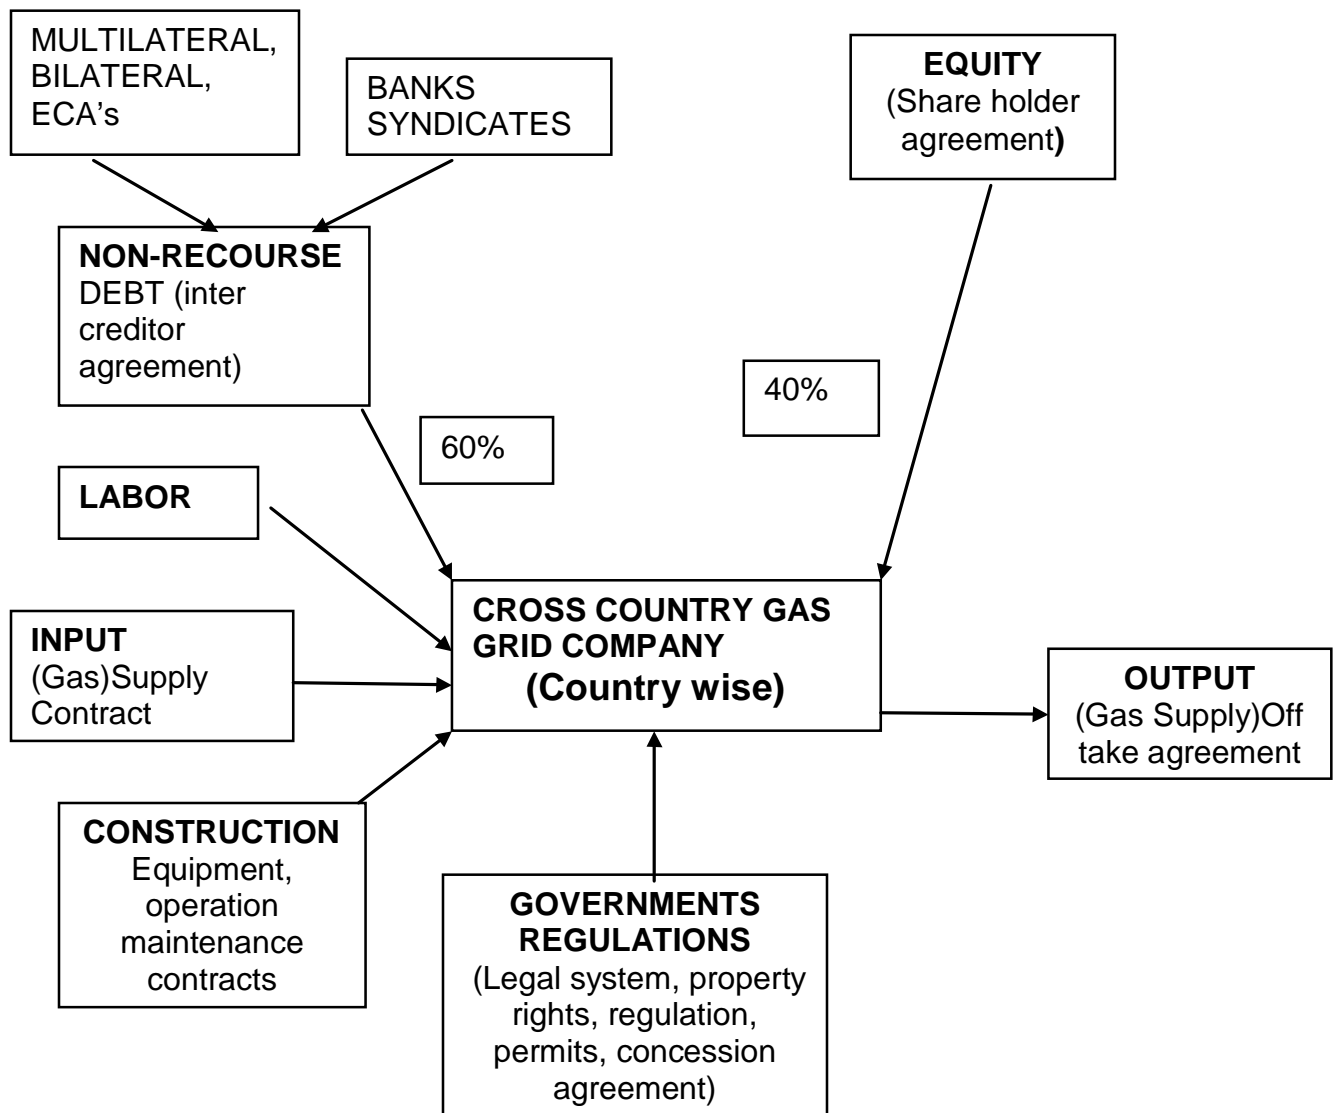 MULTILATERAL,
BILATERAL,
ECA’s
BANKS
SYNDICATES
EQUITY
(Share holder
agreement)
NON-RECOURSE
DEBT (inter
creditor
agreement)
60%
40%
LABOR
INPUT
(Gas)Supply
Contract
CROSS COUNTRY GAS
GRID COMPANY
(Country wise)
OUTPUT
(Gas Supply)Off
take agreement
CONSTRUCTION
Equipment,
operation
maintenance
contracts
GOVERNMENTS
REGULATIONS
(Legal system, property
rights, regulation,
permits, concession
agreement)